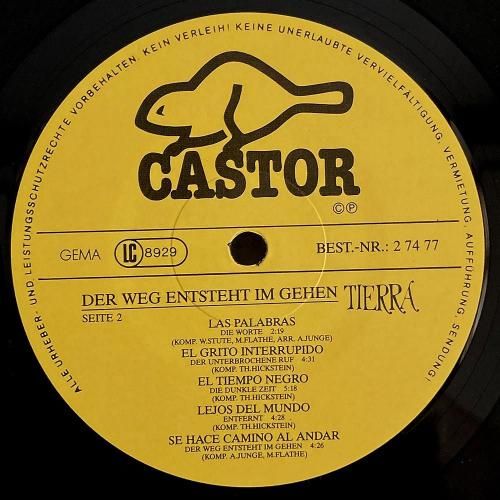 ALLE URHEBER- UND LEISTUNGSSCHUTZRECHTE VORBEHALTEN. KEIN VERLEIH! KEINE UNERLAUBTE VERVIELFÄLTIGUNG, VERMIETUNG, AUFFÜHRUNG, SENDUNG!
CASTOR
©℗
GEMA LC 8929 BEST.-NR.: 2 74 77
DER WEG ENTSTEHT IM GEHEN TIERRA
SEITE 2
LAS PALABRAS
DIE WORTE 2:19
(KOMP. W.STUTE, M.FLATHE, ARR. A.JUNGE)
EL GRITO INTERRUPIDO
DER UNTERBROCHENE RUF 4:31
(KOMP. TH.HICKSTEIN)
EL TIEMPO NEGRO
DIE DUNKLE ZEIT 5:18
(KOMP. TH.HICKSTEIN)
LEJOS DEL MUNDO
ENTFERNT 4:28
(KOMP. TH.HICKSTEIN)
SE HACE CAMINO AL ANDAR
DER WEG ENTSTEHT IM GEHEN 4:26
(KOMP. A.JUNGE, M.FLATHE)